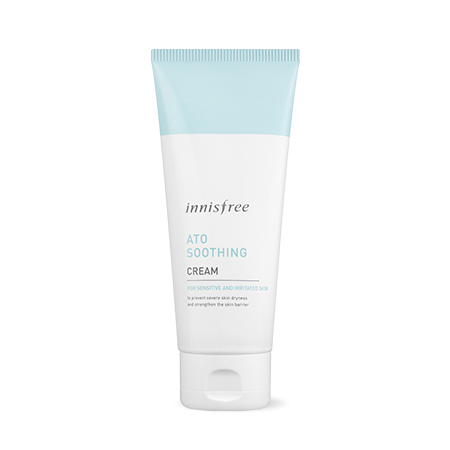 innisfree
ATO
SOOTHING
CREAM
FOR SENSITIVE AND IRRITATED SKIN
to prevent severe skin dryness
and strengthen the skin barrier